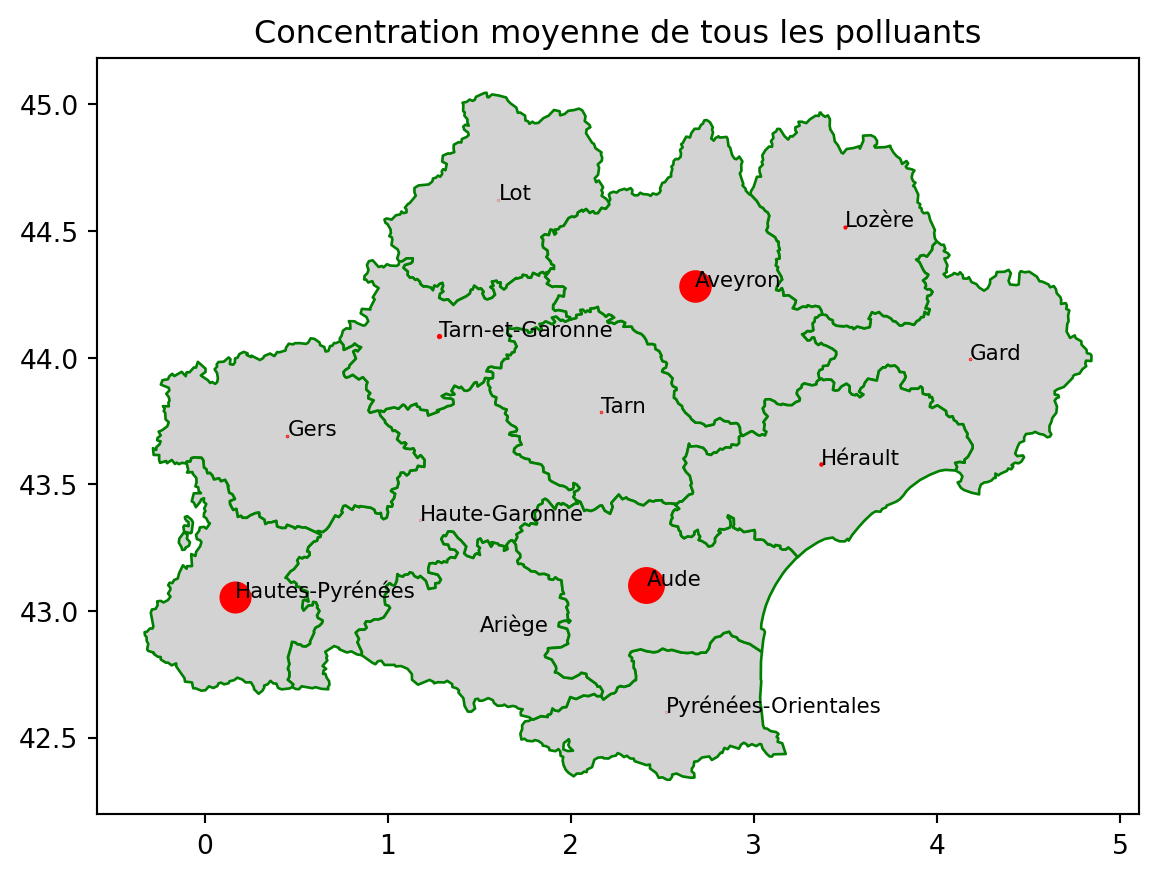 Concentration moyenne de tous les polluants
45.0
44.5
44.0
43.5
43.0
42.5
Lot
Lozère
Aveyron
Tarn-et-Garonne
Gard
Tarn
Gers
Hérault
Haute-Garonne
Aude
Hautes-Pyrénées
Ariège
Pyrénées-Orientales
0 1 2 3 4 5